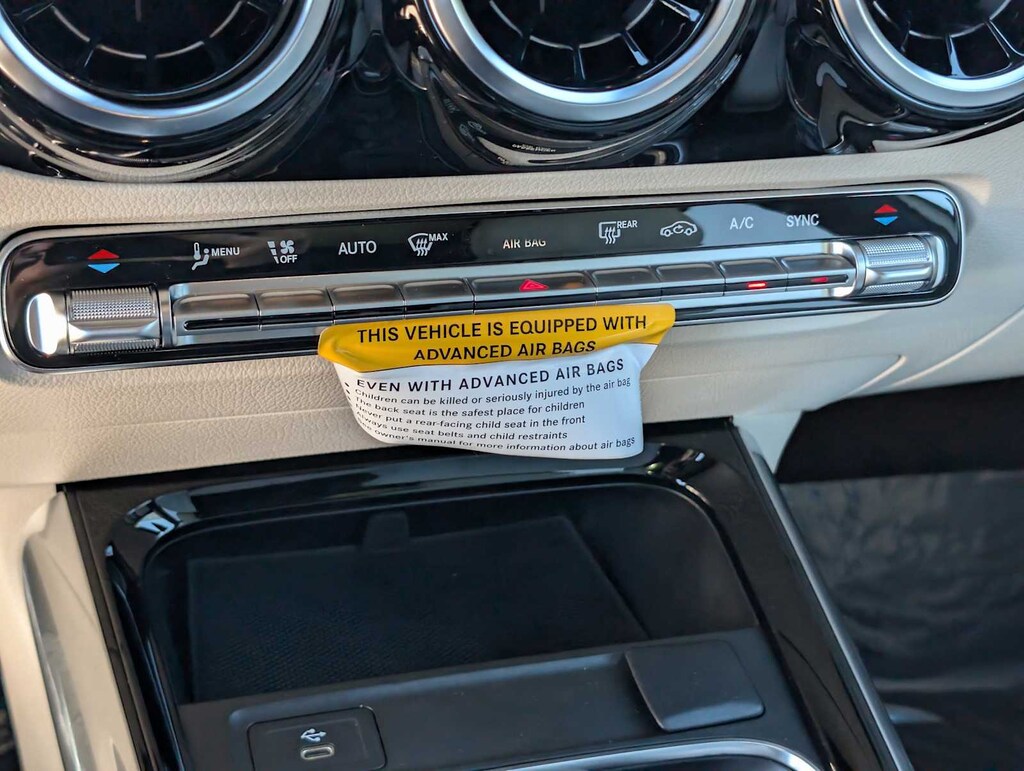 MENU
OFF
AUTO
MAX
AIR BAG
REAR
A/C
SYNC
THIS VEHICLE IS EQUIPPED WITH
ADVANCED AIR BAGS
EVEN WITH ADVANCED AIR BAGS
Children can be killed or seriously injured by the air bag
The back seat is the safest place for children
Never put a rear-facing child seat in the front
Always use seat belts and child restraints
owner's manual for more information about air bags